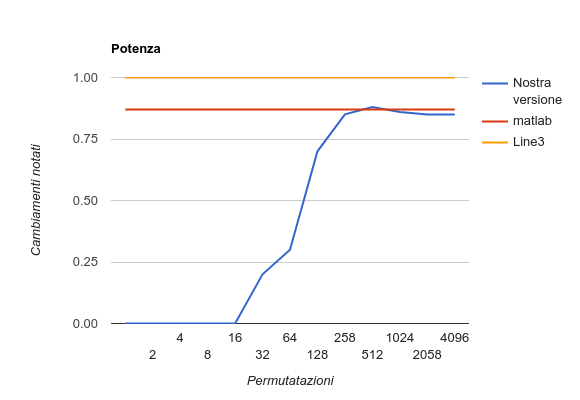 Potenza
1.00
0.75
0.50
0.25
0.00
Cambiamenti notati
4 16 64 258 1024 4096
2 8 32 128 512 2058
Permutatazioni
Nostra
versione
matlab
Line3